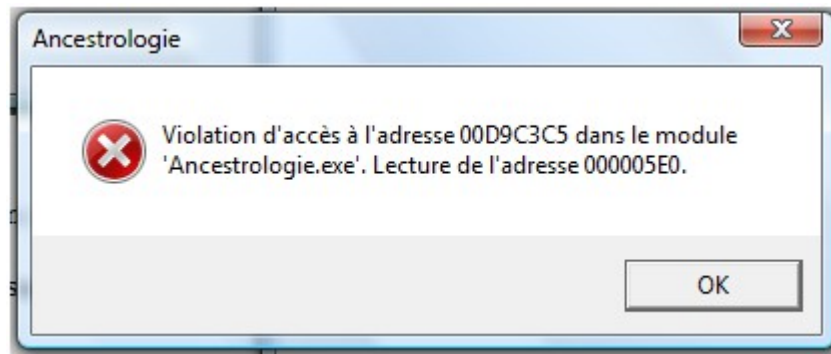 Ancestrologie
Violation d'accès à l'adresse 00D9C3C5 dans le module
'Ancestrologie.exe'. Lecture de l'adresse 000005E0.
OK